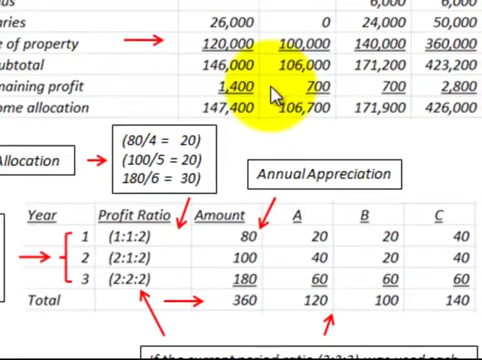 6,000 6,000
aries 26,000 0 24,000 50,000
e of property 120,000 100,000 140,000 360,000
ubtotal 146,000 106,000 171,200 423,200
maining profit 1,400 700 700 2,800
ome allocation 147,400 106,700 171,900 426,000
(80/4 = 20)
(100/5 = 20)
180/6 = 30)
Allocation
Annual Appreciation
Year Profit Ratio Amount A B C
1 (1:1:2) 80 20 20 40
2 (2:1:2) 100 40 20 40
3 (2:2:2) 180 60 60 60
Total 360 120 100 140
If the current period ratio (2:2:2) was used each